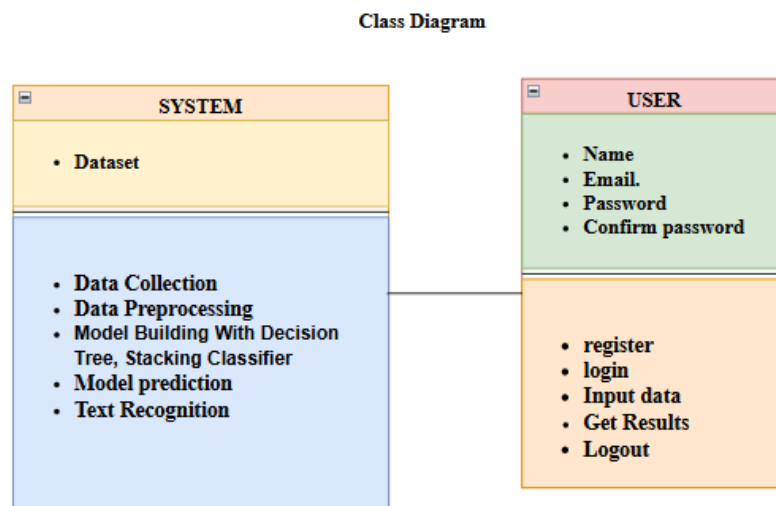 Class Diagram
SYSTEM
• Dataset
• Data Collection
• Data Preprocessing
• Model Building With Decision
Tree, Stacking Classifier
• Model prediction
• Text Recognition
USER
• Name
• Email.
• Password
• Confirm password
• register
• login
• Input data
• Get Results
• Logout